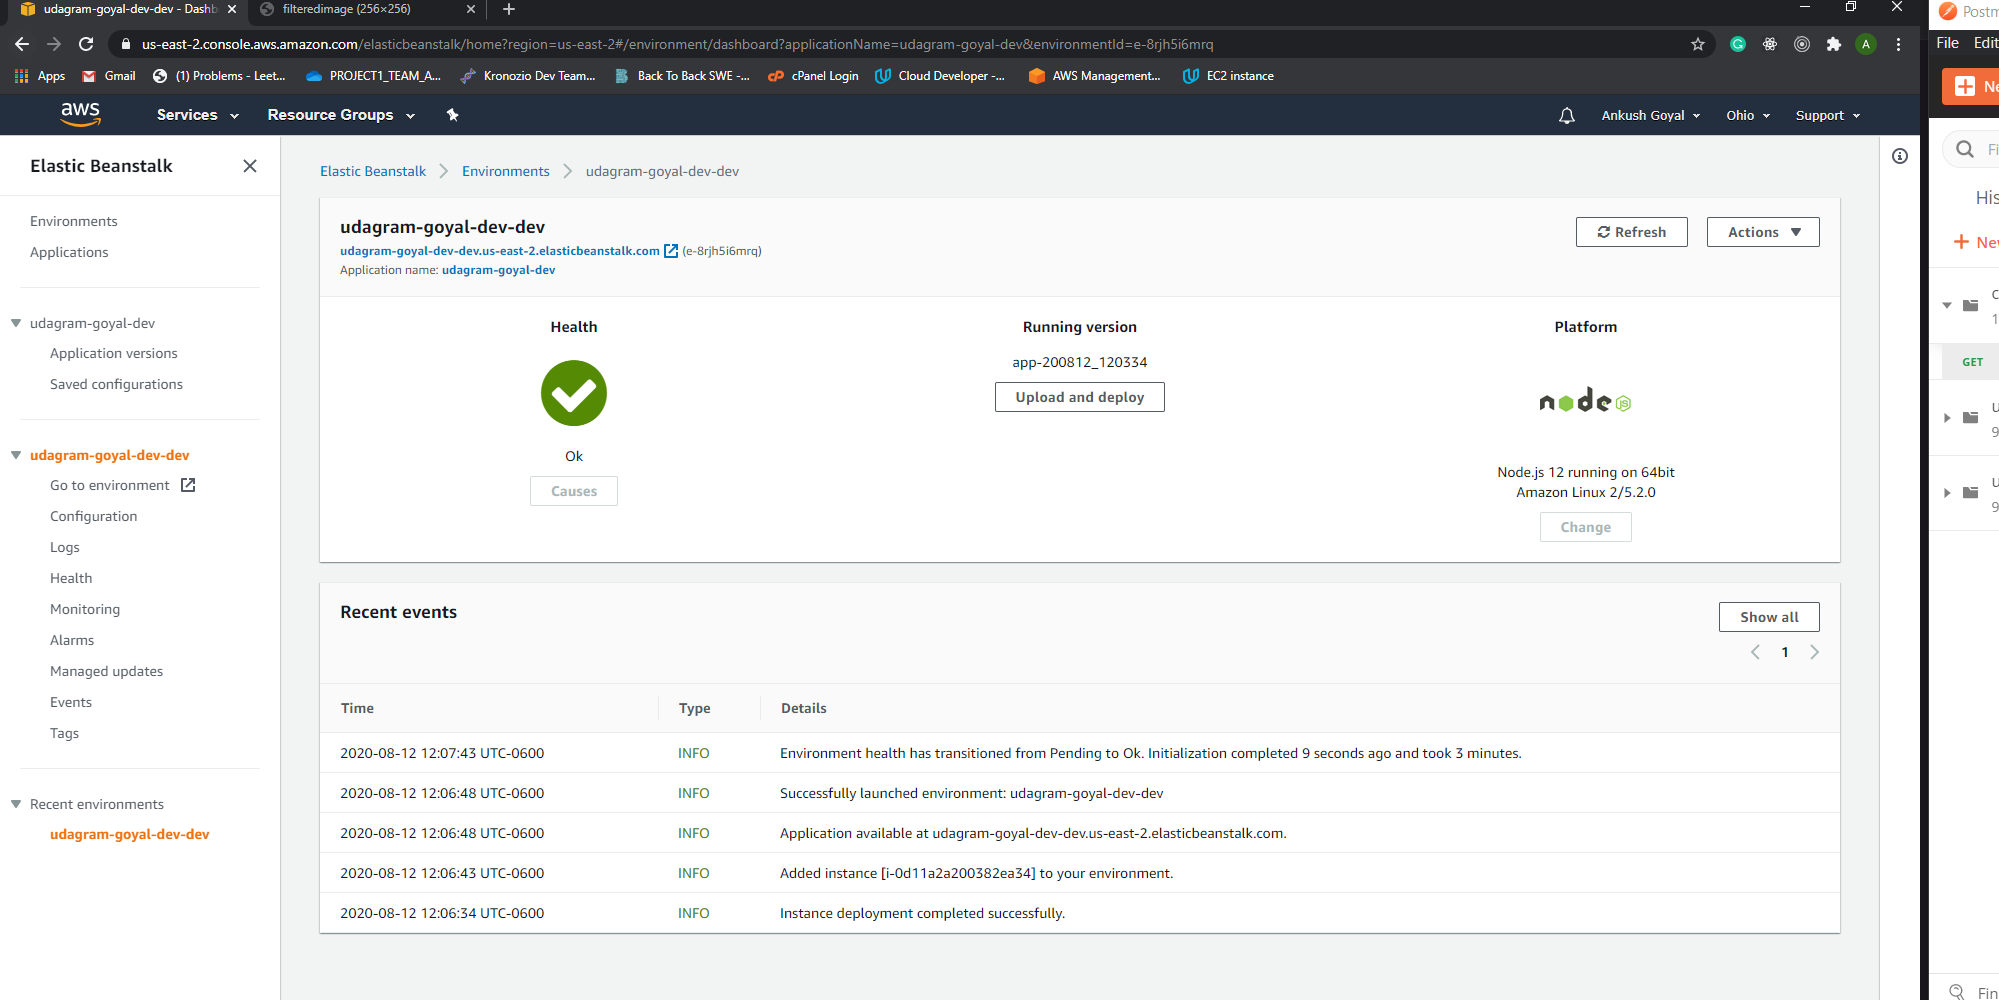 udagram-goyal-dev-dev - Dashb
filteredimage (256×256)
us-east-2.console.aws.amazon.com/elasticbeanstalk/home?region=us-east-2#/environment/dashboard?applicationName=udagram-goyal-dev&environmentId=e-8rjh5i6mrq
Apps Gmail (1) Problems - Leet... PROJECT1_TEAM_A... Kronozio Dev Team... Back To Back SWE -... cPanel Login Cloud Developer -... AWS Management... EC2 instance
aws Services Resource Groups Ankush Goyal Ohio Support
Elastic Beanstalk
Environments
Applications
udagram-goyal-dev
Application versions
Saved configurations
udagram-goyal-dev-dev
Go to environment
Configuration
Logs
Health
Monitoring
Alarms
Managed updates
Events
Tags
Recent environments
udagram-goyal-dev-dev
Elastic Beanstalk Environments udagram-goyal-dev-dev
udagram-goyal-dev-dev
udagram-goyal-dev-dev.us-east-2.elasticbeanstalk.com (e-8rjh5i6mrq)
Application name: udagram-goyal-dev
Refresh Actions
Health
Ok
Causes
Running version
app-200812_120334
Upload and deploy
Platform
node JS
Node.js 12 running on 64bit
Amazon Linux 2/5.2.0
Change
Recent events
Show all
1
Time Type Details
2020-08-12 12:07:43 UTC-0600 INFO Environment health has transitioned from Pending to Ok. Initialization completed 9 seconds ago and took 3 minutes.
2020-08-12 12:06:48 UTC-0600 INFO Successfully launched environment: udagram-goyal-dev-dev
2020-08-12 12:06:48 UTC-0600 INFO Application available at udagram-goyal-dev-dev.us-east-2.elasticbeanstalk.com.
2020-08-12 12:06:43 UTC-0600 INFO Added instance [i-0d11a2a200382ea34] to your environment.
2020-08-12 12:06:34 UTC-0600 INFO Instance deployment completed successfully.
Postm
File Edit
Ne
Fi
His
New
c
1
GET
u
9
u
9
Fin